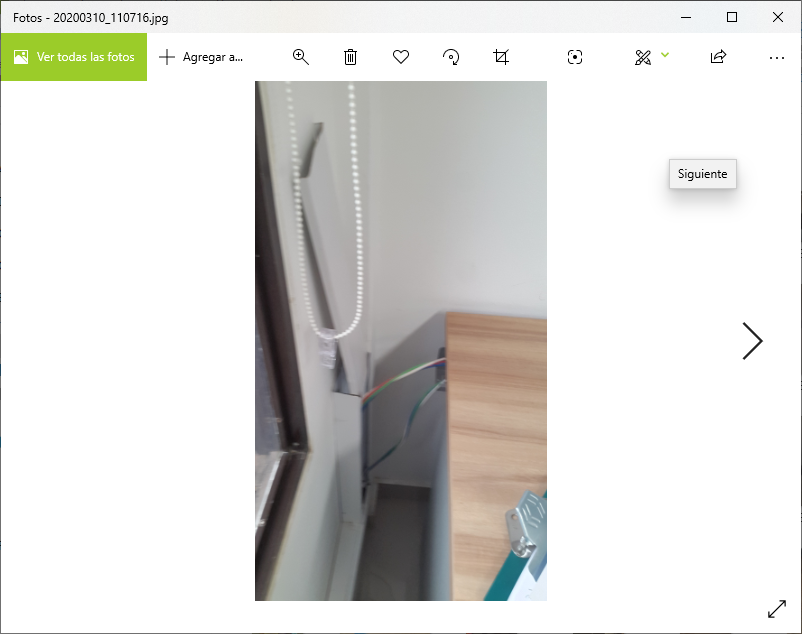 Fotos - 20200310_110716.jpg
Ver todas las fotos
Agregar a...
Siguiente